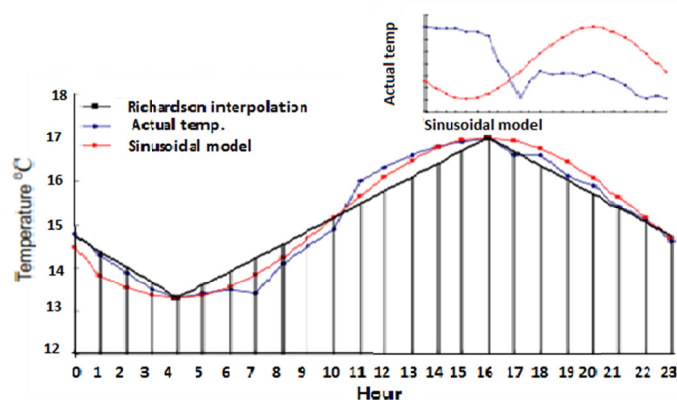 Actual temp
Sinusoidal model
Richardson interpolation
Actual temp.
Sinusoidal model
Temperature ºC
18
17
16
15
14
13
12
0 1 2 3 4 5 6 7 8 9 10 11 12 13 14 15 16 17 18 19 20 21 22 23
Hour